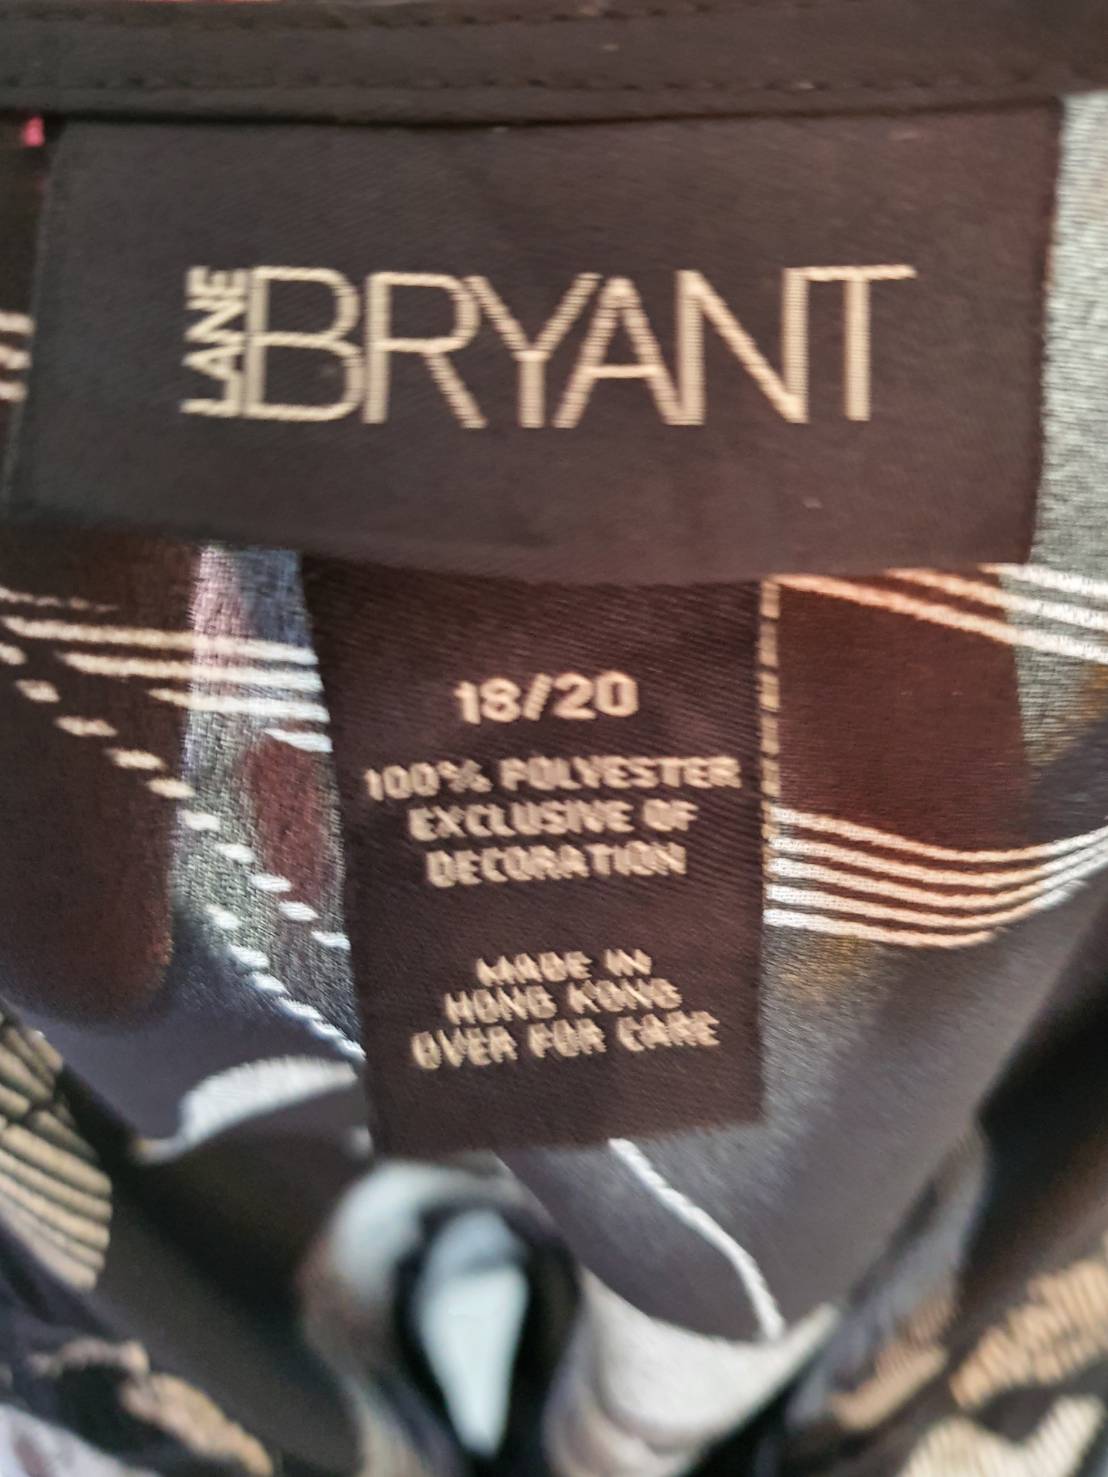 LANE BRYANT
18/20
100% POLYESTER
EXCLUSIVE OF
DECORATION
MADE IN
HONG KONG
OVER FOR CARE